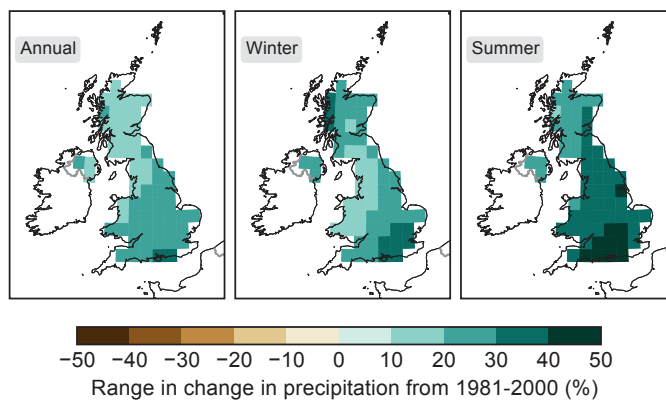 Annual Winter Summer
−50 −40 −30 −20 −10 0 10 20 30 40 50
Range in change in precipitation from 1981-2000 (%)